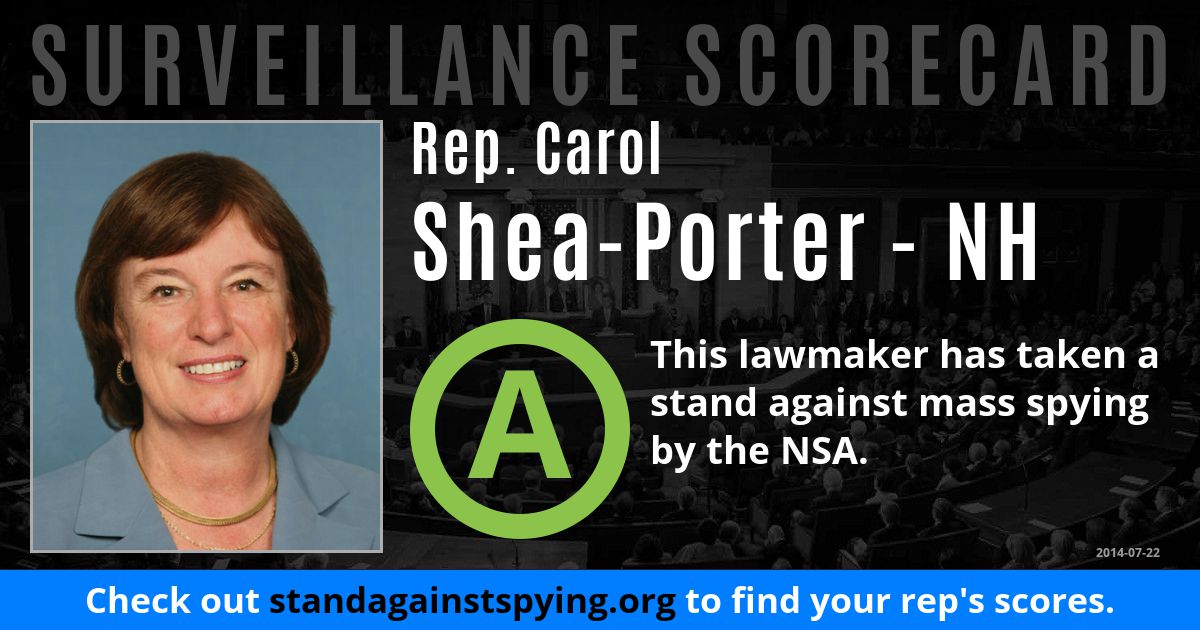 SURVEILLANCE SCORECARD
Rep. Carol
Shea-Porter - NH
A
This lawmaker has taken a
stand against mass spying
by the NSA.
2014-07-22
Check out standagainstspying.org to find your rep's scores.